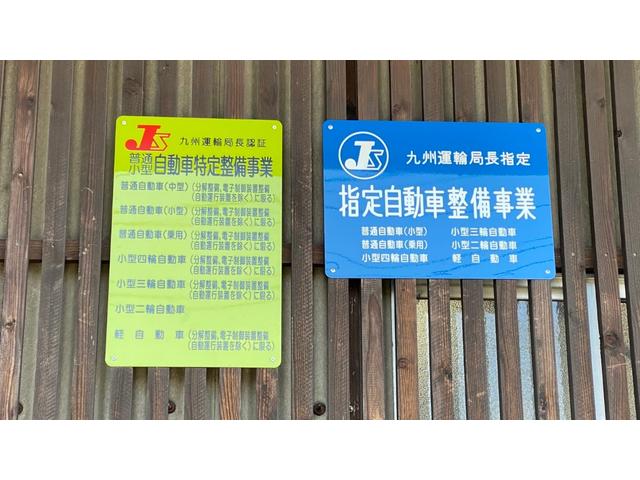 JS 九州運輸局長認証
普通
小型 自動車特定整備事業
普通自動車(中型) (分解整備、電子制御装置整備
(自動運行装置を除く)に限る)
普通自動車(小型) (分解整備、電子制御装置整備
(自動運行装置を除く)に限る)
普通自動車(乗用) (分解整備、電子制御装置整備
(自動運行装置を除く)に限る)
小型四輪自動車 (分解整備、電子制御装置整備
(自動運行装置を除く)に限る)
小型三輪自動車 (分解整備、電子制御装置整備
(自動運行装置を除く)に限る)
小型二輪自動車
軽自動車 (分解整備、電子制御装置整備
(自動運行装置を除く)に限る)
JS 九州運輸局長指定
指定自動車整備事業
普通自動車(小型) 小型三輪自動車
普通自動車(乗用) 小型二輪自動車
小型四輪自動車 軽自動車